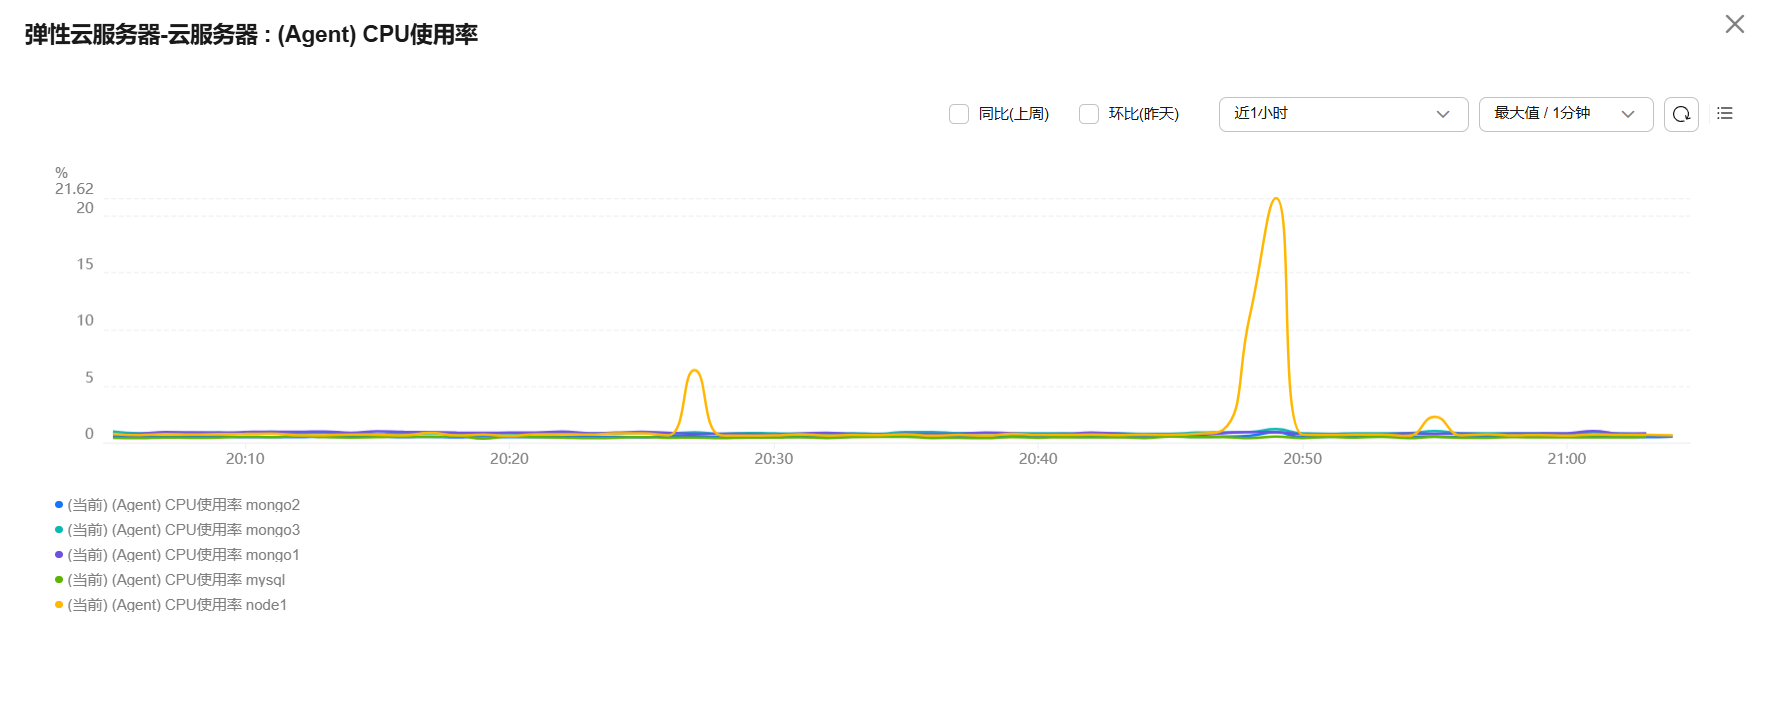 弹性云服务器-云服务器 : (Agent) CPU使用率
同比(上周) 环比(昨天) 近1小时 最大值 / 1分钟
%
21.62
20
15
10
5
0
20:10 20:20 20:30 20:40 20:50 21:00
(当前) (Agent) CPU使用率 mongo2
(当前) (Agent) CPU使用率 mongo3
(当前) (Agent) CPU使用率 mongo1
(当前) (Agent) CPU使用率 mysql
(当前) (Agent) CPU使用率 node1